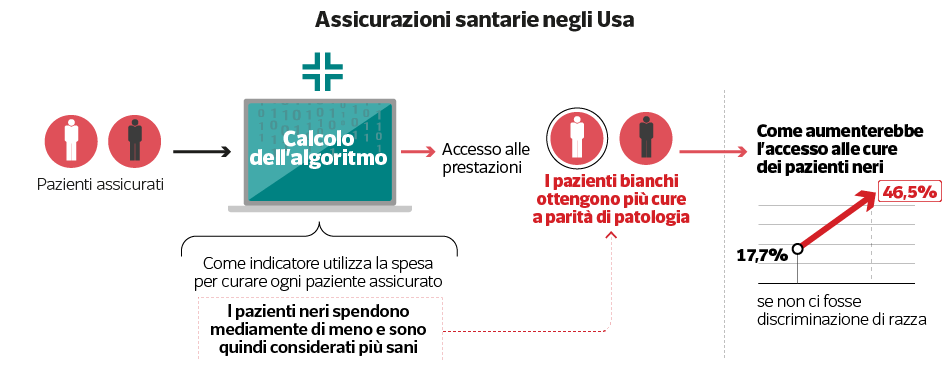 Assicurazioni santarie negli Usa
Pazienti assicurati
Calcolo
dell'algoritmo
Accesso alle
prestazioni
I pazienti bianchi
ottengono più cure
a parità di patologia
Come indicatore utilizza la spesa
per curare ogni paziente assicurato
I pazienti neri spendono
mediamente di meno e sono
quindi considerati più sani
Come aumenterebbe
l'accesso alle cure
dei pazienti neri
46,5%
17,7%
se non ci fosse
discriminazione di razza